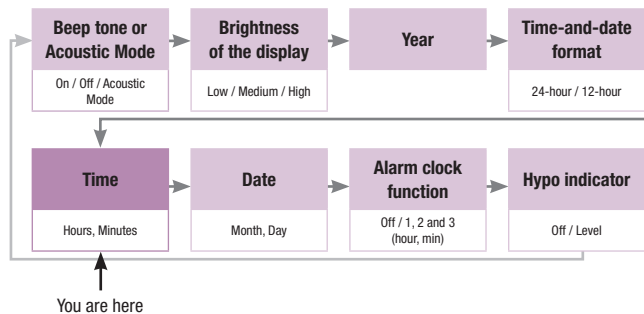 Beep tone or
Acoustic Mode
On / Off / Acoustic
Mode
Brightness
of the display
Low / Medium / High
Year
Time-and-date
format
24-hour / 12-hour
Time
Hours, Minutes
Date
Month, Day
Alarm clock
function
Off / 1, 2 and 3
(hour, min)
Hypo indicator
Off / Level
You are here